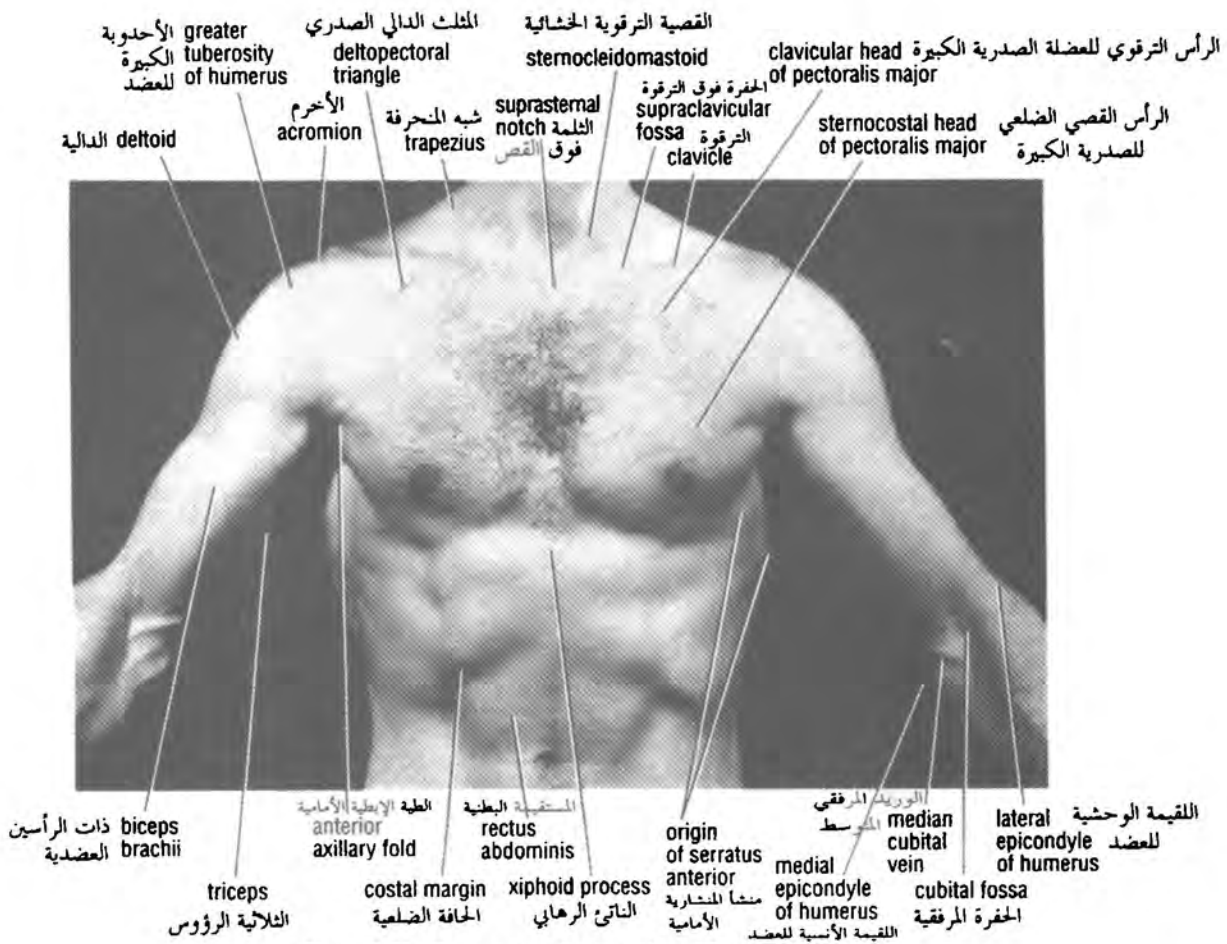 الأحدوبة greater
الكبيرة tuberosity
للعضد of humerus
المثلث الدالي الصدري
deltopectoral
triangle
القصية الترقوية الخشائية
sternocleidomastoid
الرأس الترقوي للعضلة الصدرية الكبيرة clavicular head
of pectoralis major
الأخرم
acromion
شبه المنحرفة
trapezius
suprasternal
notch الثلمة
فوق القص
الحفرة فوق الترقوة
supraclavicular
fossa الترقوة
clavicle
الرأس القصي الضلعي sternocostal head
للصدرية الكبيرة of pectoralis major
الدالية deltoid
ذات الرأسين biceps
العضدية brachii
triceps
الثلاثية الرؤوس
الطية الإبطية الأمامية
anterior
axillary fold
costal margin
الحافة الضلعية
المستقيمة البطنية
rectus
abdominis
xiphoid process
الناتئ الرهابي
origin
of serratus
anterior
منشأ المنشارية
الأمامية
medial
epicondyle
of humerus
اللقيمة الأنسية للعضد
الوريد المرفقي
المتوسط
median
cubital
vein
cubital fossa
الحفرة المرفقية
اللقيمة الوحشية lateral
للعضد epicondyle
of humerus